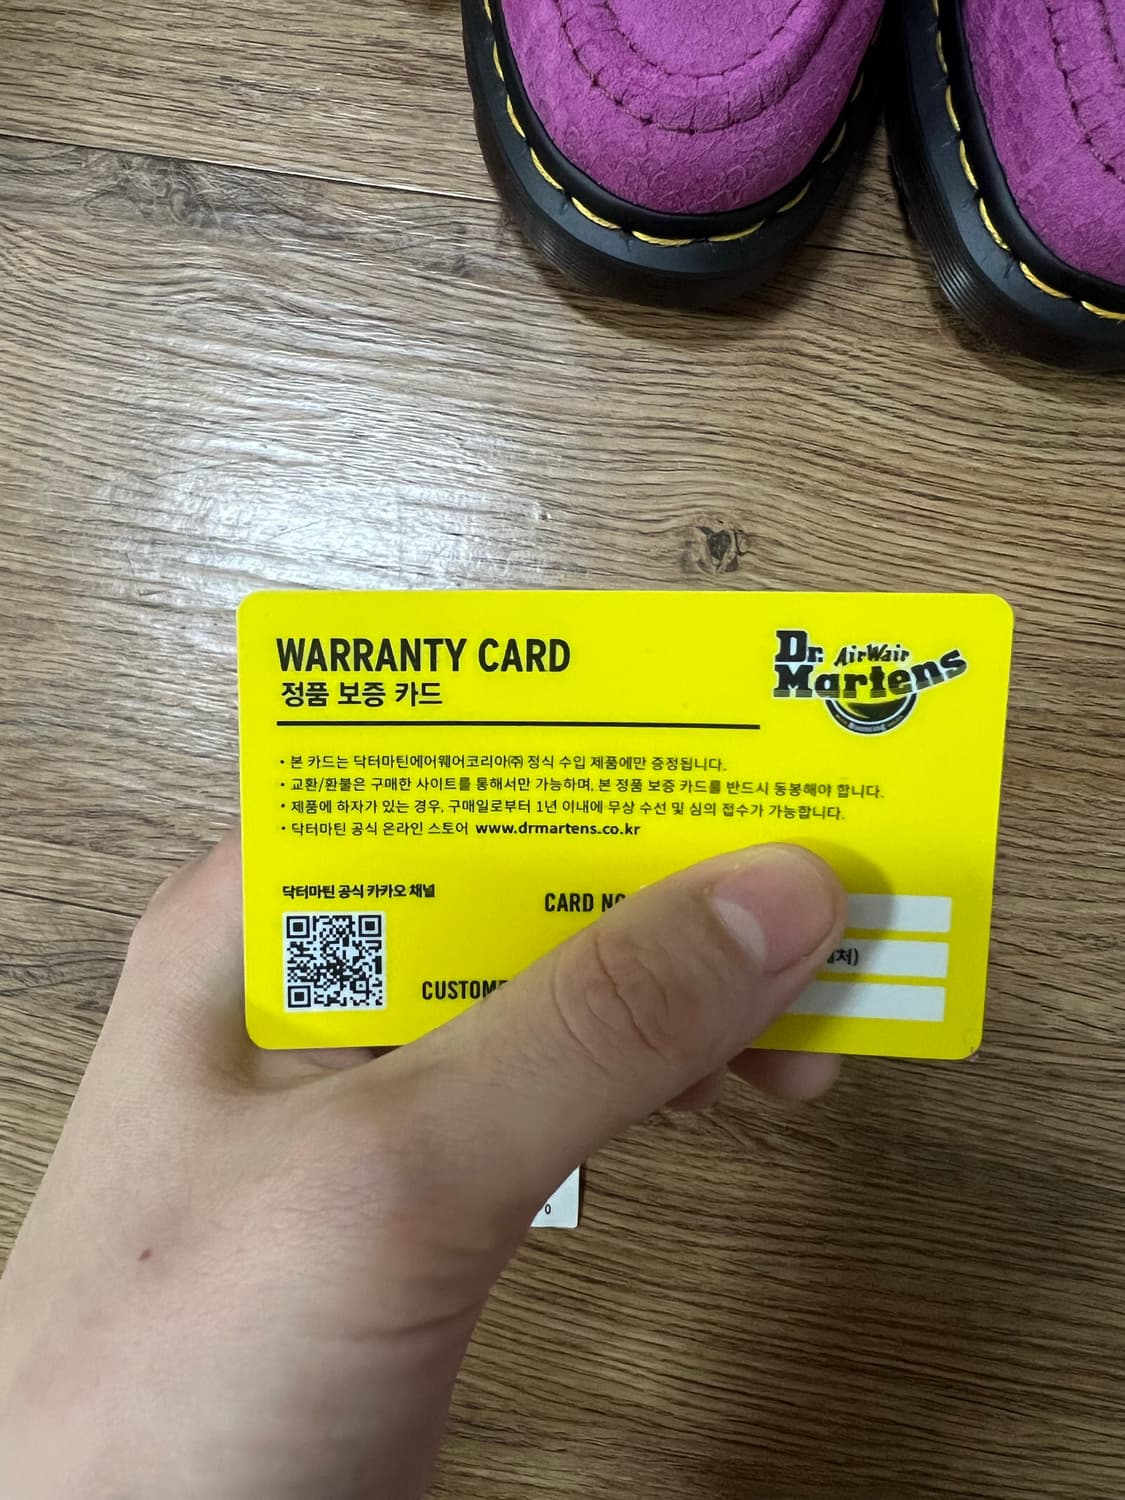 WARRANTY CARD
정품 보증 카드
Dr. AirWair
Martens
• 본 카드는 닥터마틴에어웨어코리아㈜ 정식 수입 제품에만 증정됩니다.
• 교환/환불은 구매한 사이트를 통해서만 가능하며, 본 정품 보증 카드를 반드시 동봉해야 합니다.
• 제품에 하자가 있는 경우, 구매일로부터 1년 이내에 무상 수선 및 심의 접수가 가능합니다.
• 닥터마틴 공식 온라인 스토어 www.drmartens.co.kr
닥터마틴 공식 카카오 채널
CARD
처)
0